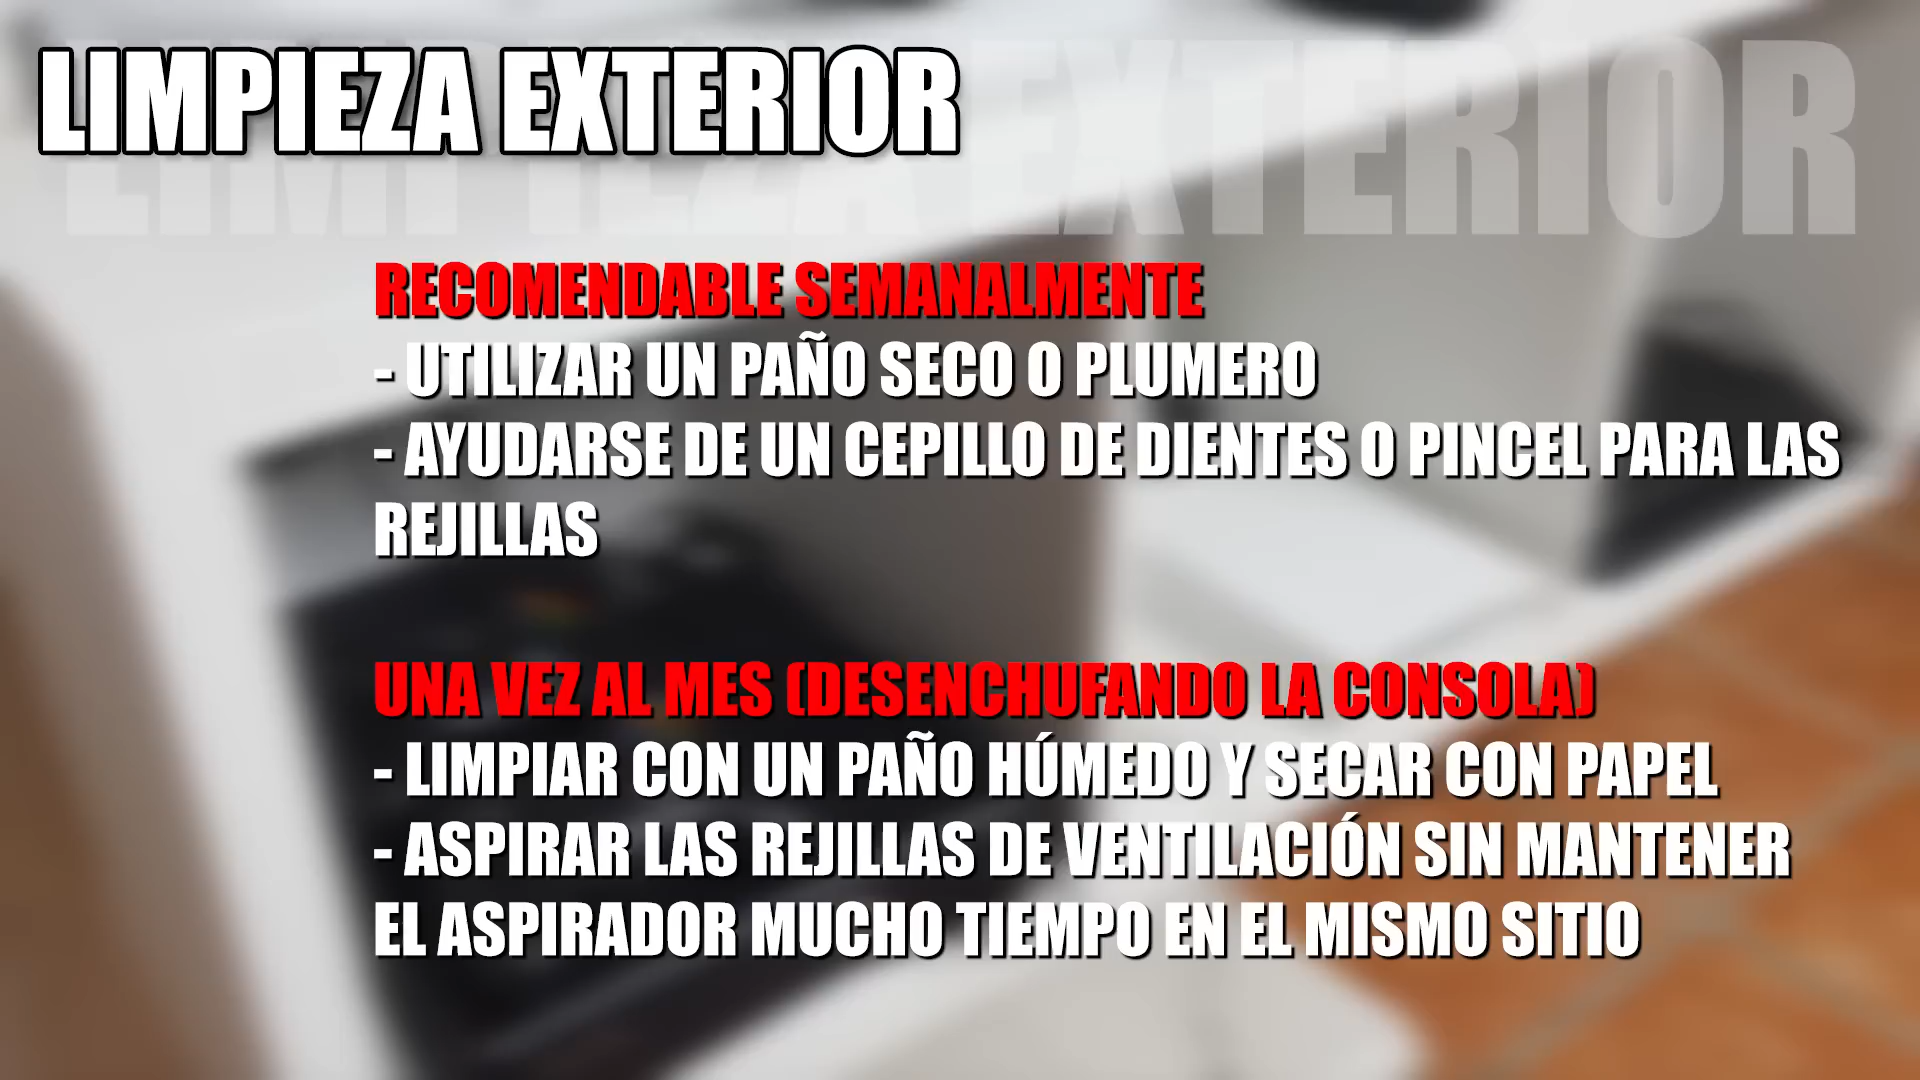 LIMPIEZA EXTERIOR
LIMPIEZA EXTERIOR
RECOMENDABLE SEMANALMENTE
- UTILIZAR UN PAÑO SECO O PLUMERO
- AYUDARSE DE UN CEPILLO DE DIENTES O PINCEL PARA LAS
REJILLAS
UNA VEZ AL MES (DESENCHUFANDO LA CONSOLA)
- LIMPIAR CON UN PAÑO HÚMEDO Y SECAR CON PAPEL
- ASPIRAR LAS REJILLAS DE VENTILACIÓN SIN MANTENER
EL ASPIRADOR MUCHO TIEMPO EN EL MISMO SITIO